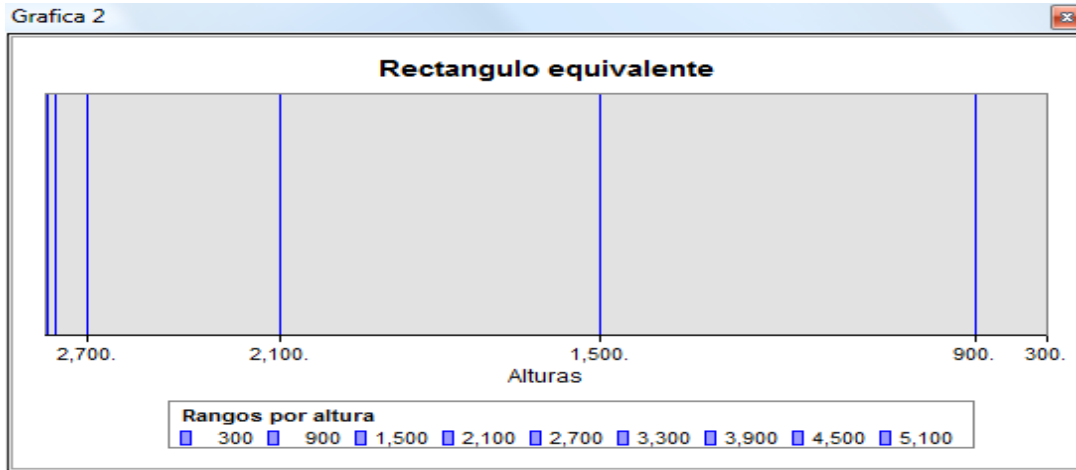 Grafica 2
Rectangulo equivalente
2,700. 2,100. 1,500. 900. 300.
Alturas
Rangos por altura
300 900 1,500 2,100 2,700 3,300 3,900 4,500 5,100